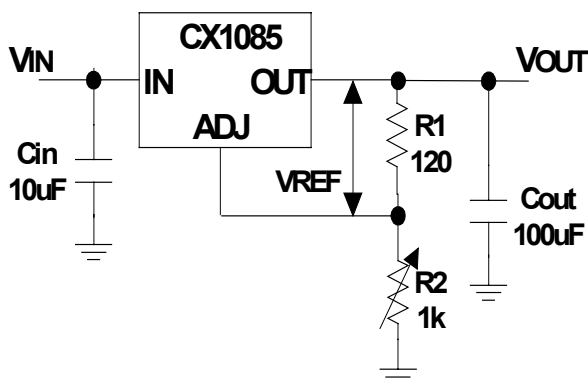 CX1085
VIN
IN
OUT
VOUT
ADJ
R1
120
Cin
10uF
VREF
Cout
100uF
R2
1k